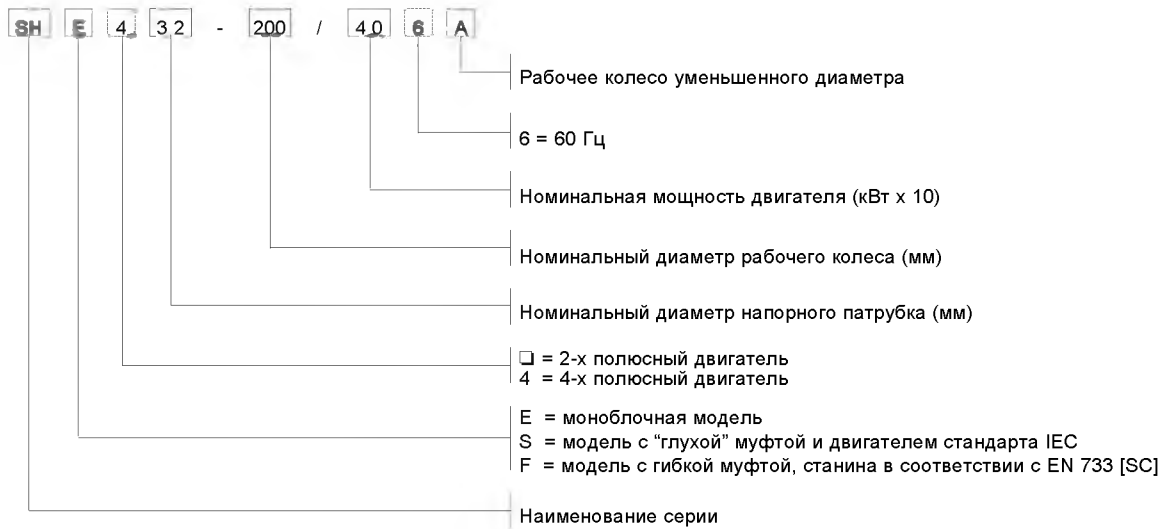 SH E 4 32 - 200 / 40 6 A
Рабочее колесо уменьшенного диаметра
6 = 60 Гц
Номинальная мощность двигателя (кВт x 10)
Номинальный диаметр рабочего колеса (мм)
Номинальный диаметр напорного патрубка (мм)
❑ = 2-х полюсный двигатель
4 = 4-х полюсный двигатель
E = моноблочная модель
S = модель с “глухой” муфтой и двигателем стандарта IEC
F = модель с гибкой муфтой, станина в соответствии с EN 733 [SC]
Наименование серии